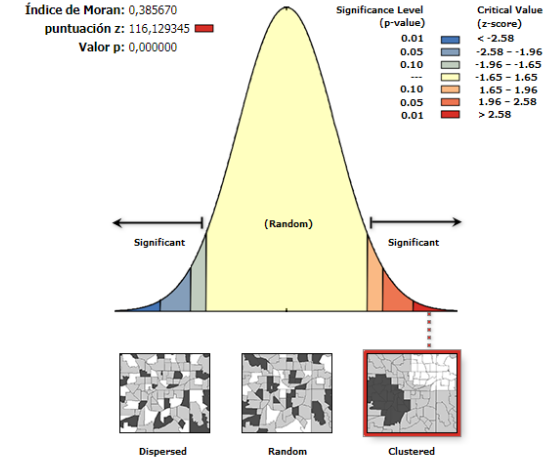 Índice de Moran: 0,385670
puntuación z: 116,129345
Valor p: 0,000000
Significance Level
(p-value)
Critical Value
(z-score)
0.01 < -2.58
0.05 -2.58 – -1.96
0.10 -1.96 – -1.65
--- -1.65 – 1.65
0.10 1.65 – 1.96
0.05 1.96 – 2.58
0.01 > 2.58
(Random)
Significant
Significant
Dispersed
Random
Clustered